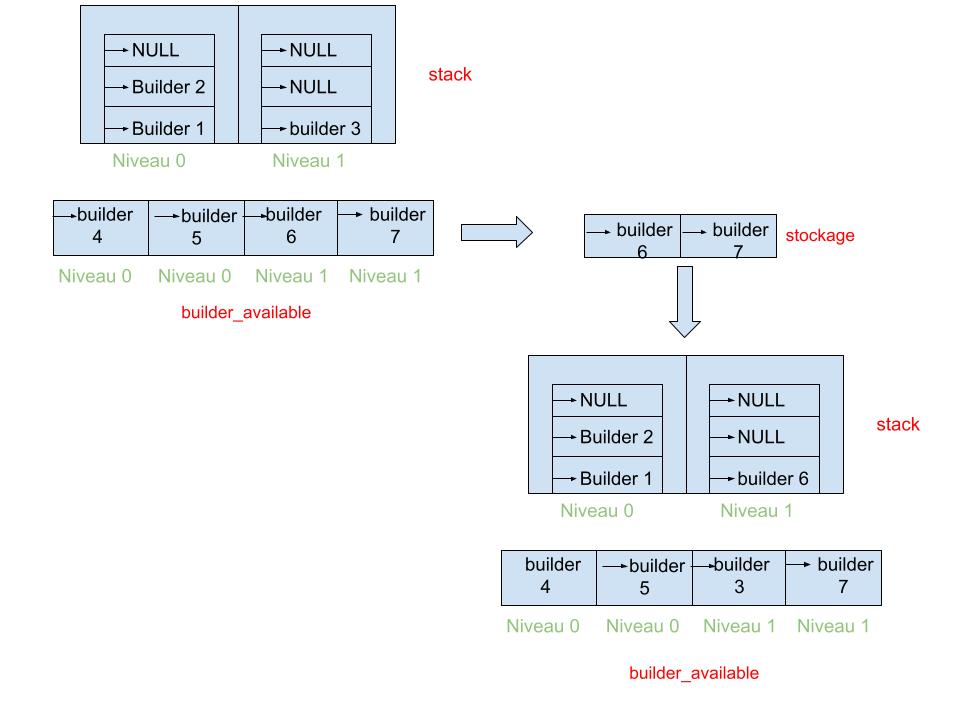 NULL
NULL
Builder 2
NULL
Builder 1
builder 3
stack
Niveau 0
Niveau 1
builder
4
builder
5
builder
6
builder
7
Niveau 0
Niveau 0
Niveau 1
Niveau 1
builder_available
builder
6
builder
7
stockage
NULL
NULL
Builder 2
NULL
Builder 1
builder 6
stack
Niveau 0
Niveau 1
builder
4
builder
5
builder
3
builder
7
Niveau 0
Niveau 0
Niveau 1
Niveau 1
builder_available